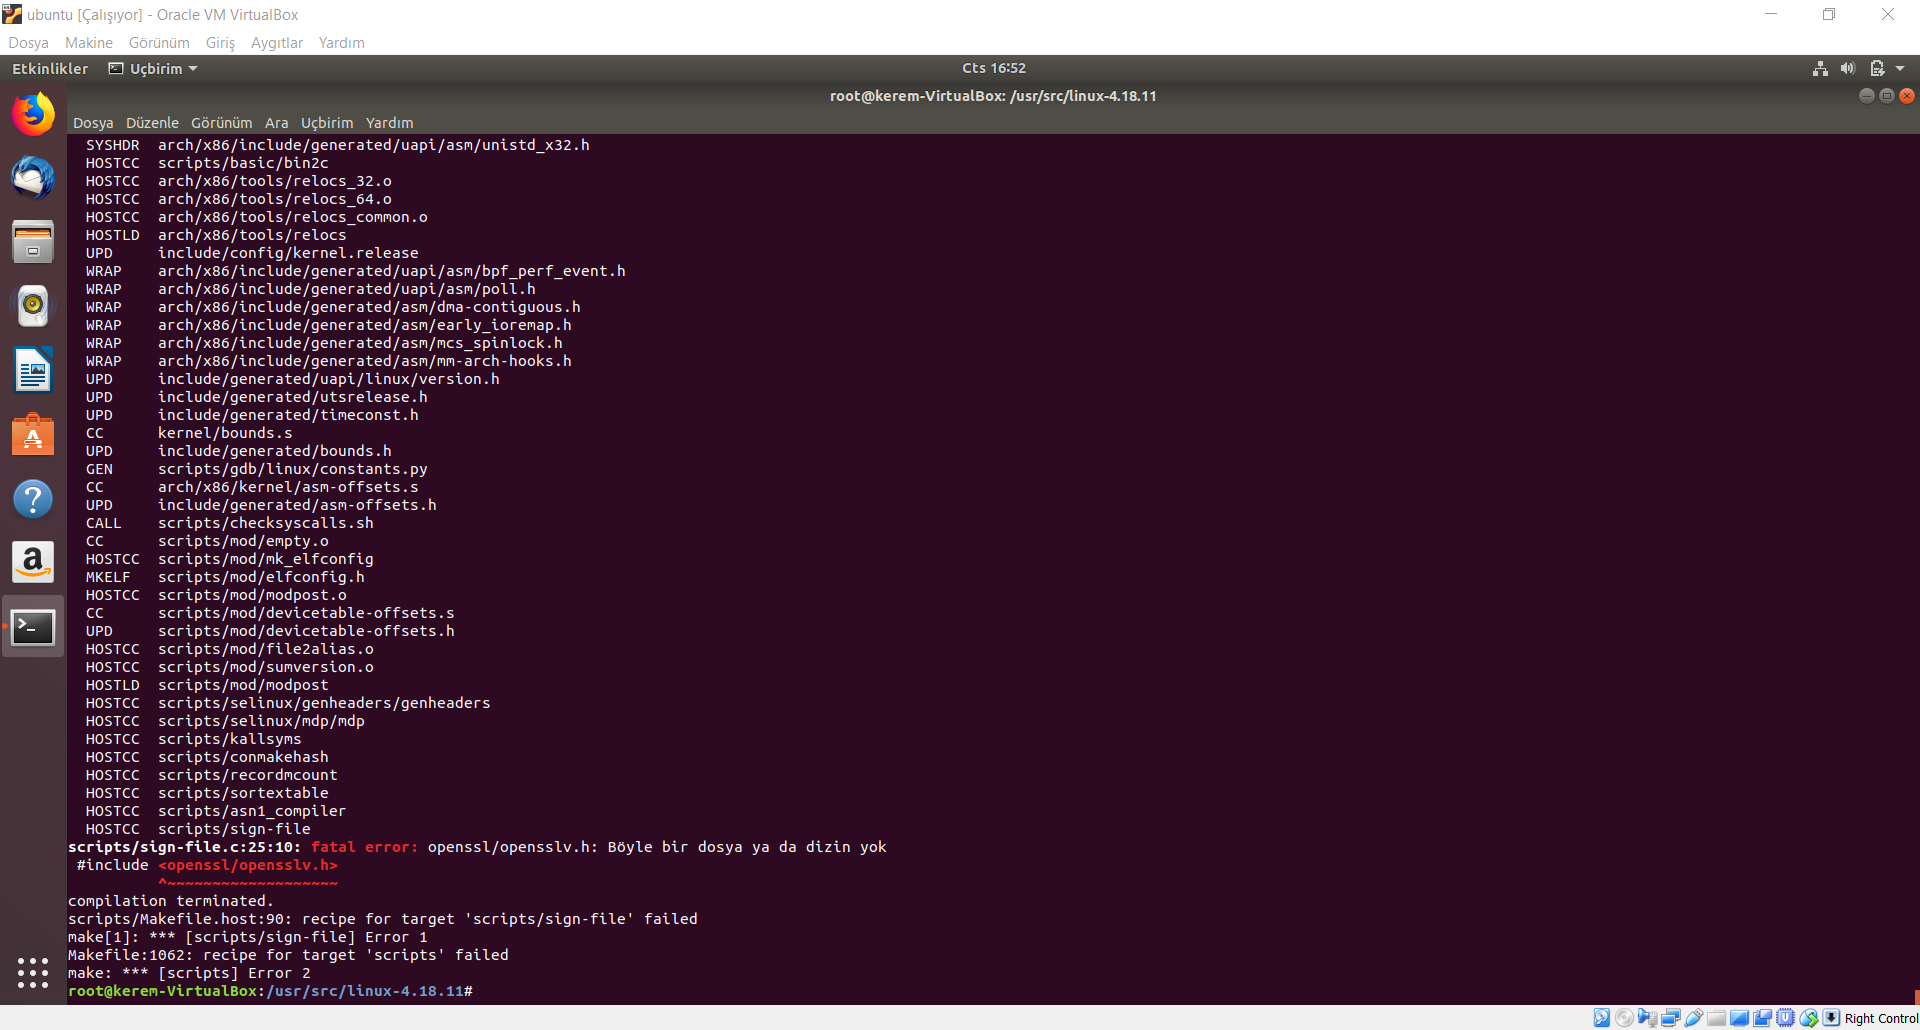 ubuntu [Çalışıyor] - Oracle VM VirtualBox
Dosya Makine Görünüm Giriş Aygıtlar Yardım
Etkinlikler Uçbirim Cts 16:52
root@kerem-VirtualBox: /usr/src/linux-4.18.11
Dosya Düzenle Görünüm Ara Uçbirim Yardım
SYSHDR arch/x86/include/generated/uapi/asm/unistd_x32.h
HOSTCC scripts/basic/bin2c
HOSTCC arch/x86/tools/relocs_32.o
HOSTCC arch/x86/tools/relocs_64.o
HOSTCC arch/x86/tools/relocs_common.o
HOSTLD arch/x86/tools/relocs
UPD include/config/kernel.release
WRAP arch/x86/include/generated/uapi/asm/bpf_perf_event.h
WRAP arch/x86/include/generated/uapi/asm/poll.h
WRAP arch/x86/include/generated/asm/dma-contiguous.h
WRAP arch/x86/include/generated/asm/early_ioremap.h
WRAP arch/x86/include/generated/asm/mcs_spinlock.h
WRAP arch/x86/include/generated/asm/mm-arch-hooks.h
UPD include/generated/uapi/linux/version.h
UPD include/generated/utsrelease.h
UPD include/generated/timeconst.h
CC kernel/bounds.s
UPD include/generated/bounds.h
GEN scripts/gdb/linux/constants.py
CC arch/x86/kernel/asm-offsets.s
UPD include/generated/asm-offsets.h
CALL scripts/checksyscalls.sh
CC scripts/mod/empty.o
HOSTCC scripts/mod/mk_elfconfig
MKELF scripts/mod/elfconfig.h
HOSTCC scripts/mod/modpost.o
CC scripts/mod/devicetable-offsets.s
UPD scripts/mod/devicetable-offsets.h
HOSTCC scripts/mod/file2alias.o
HOSTCC scripts/mod/sumversion.o
HOSTLD scripts/mod/modpost
HOSTCC scripts/selinux/genheaders/genheaders
HOSTCC scripts/selinux/mdp/mdp
HOSTCC scripts/kallsyms
HOSTCC scripts/conmakehash
HOSTCC scripts/recordmcount
HOSTCC scripts/sortextable
HOSTCC scripts/asn1_compiler
HOSTCC scripts/sign-file
scripts/sign-file.c:25:10: fatal error: openssl/opensslv.h: Böyle bir dosya ya da dizin yok
#include <openssl/opensslv.h>
^~~~~~~~~~~~~~~~~~~~
compilation terminated.
scripts/Makefile.host:90: recipe for target 'scripts/sign-file' failed
make[1]: *** [scripts/sign-file] Error 1
Makefile:1062: recipe for target 'scripts' failed
make: *** [scripts] Error 2
root@kerem-VirtualBox:/usr/src/linux-4.18.11#
Right Control